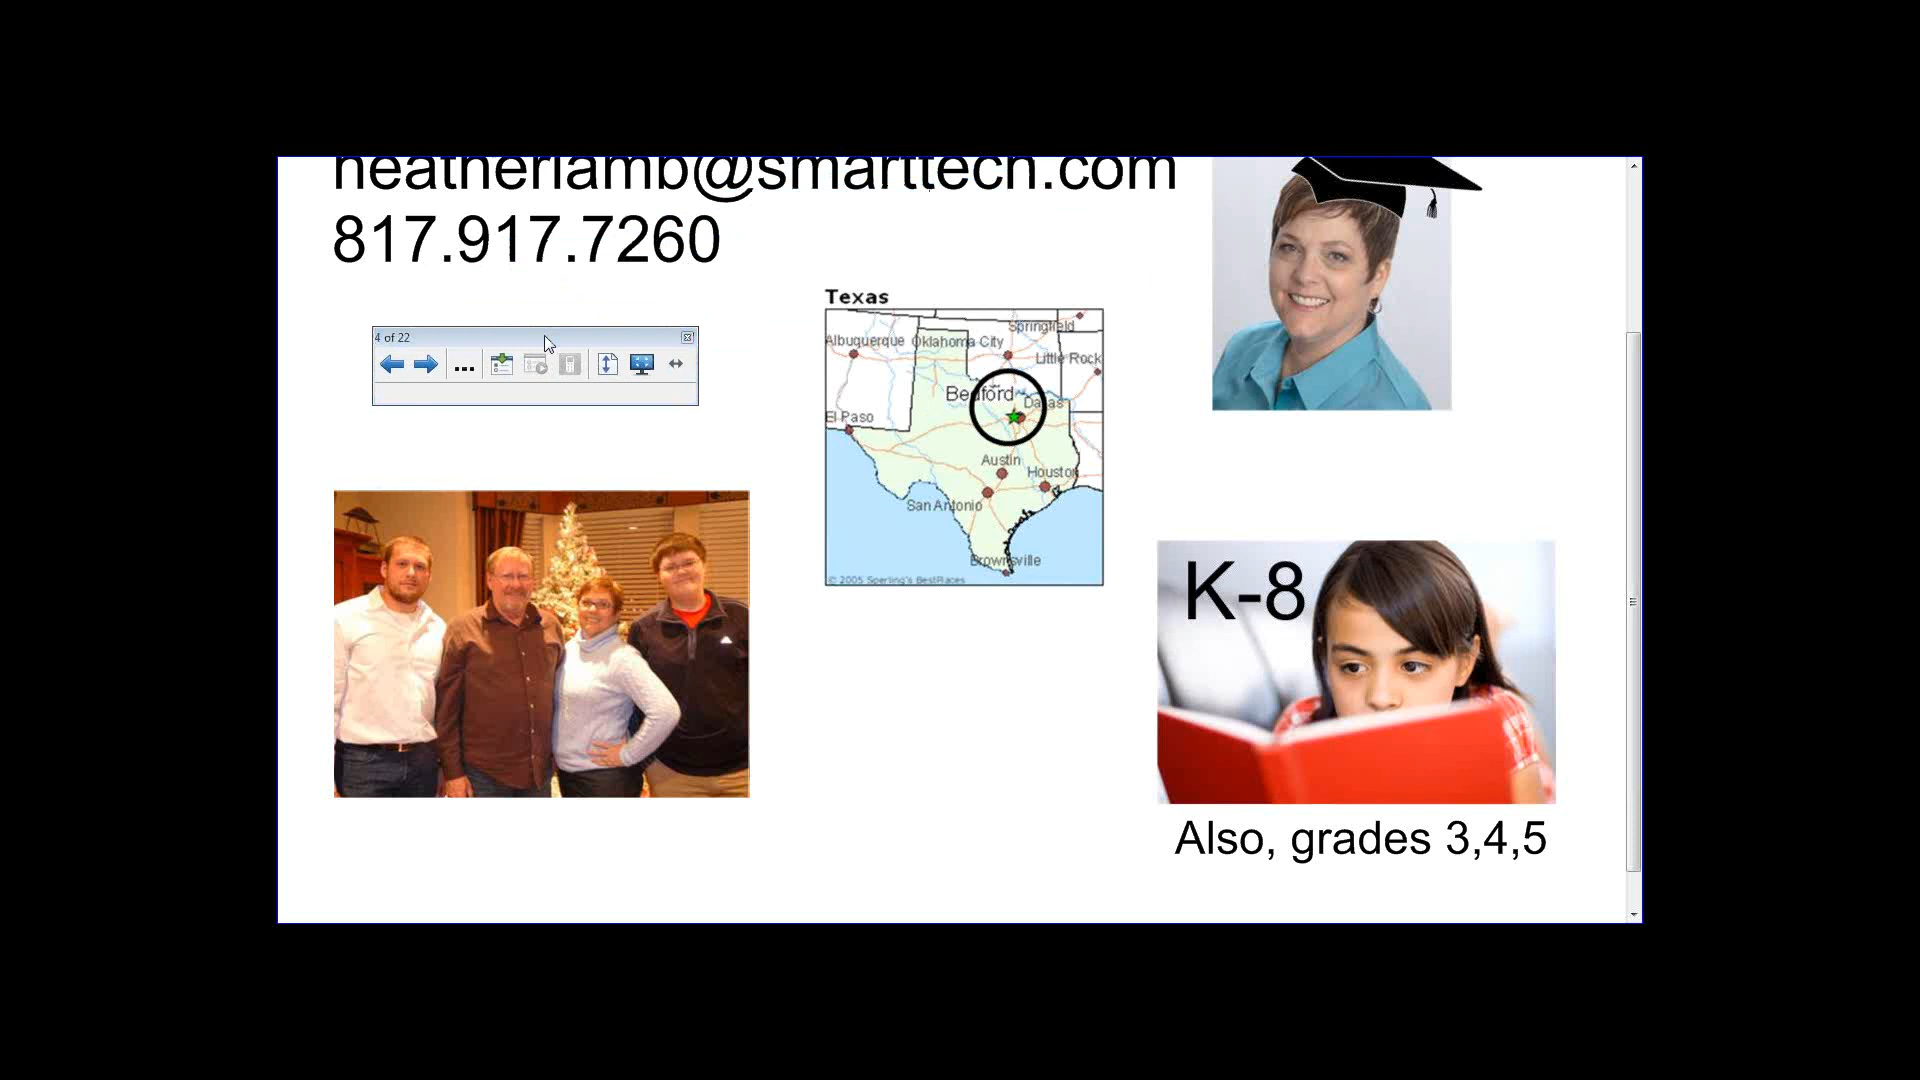 heatherlamb@smarttech.com
817.917.7260
4 of 22
Texas
Springfield
Albuquerque
Oklahoma City
Little Rock
Bedford
Dallas
El Paso
Austin
Houston
San Antonio
Brownsville
© 2005 Sperling's BestPlaces
K-8
Also, grades 3,4,5